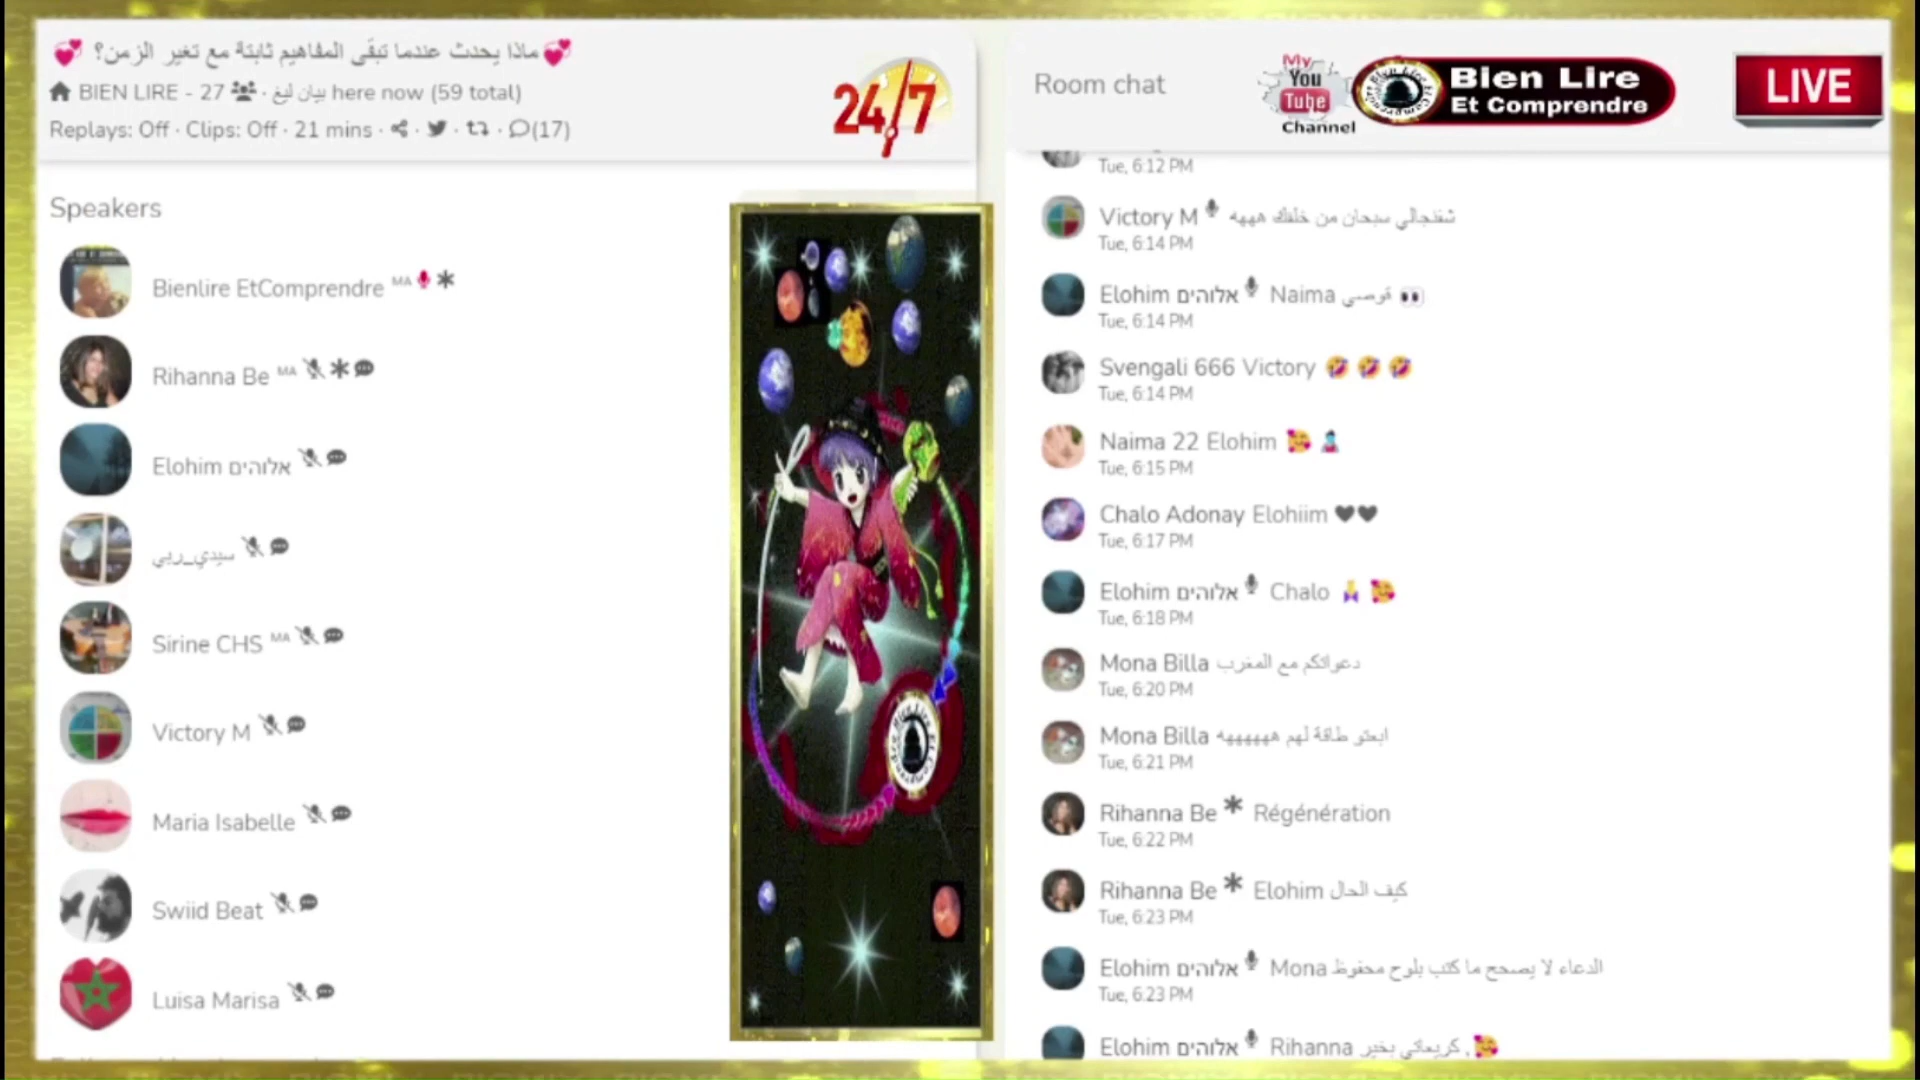 💞 ماذا يحدث عندما تبقى المفاهيم ثابتة مع تغير الزمن؟ 💞
BIEN LIRE - بيان ليغ · 27 here now (59 total)
Replays: Off · Clips: Off · 21 mins · (17)
24/7
Speakers
Bienlire EtComprendre MA
Rihanna Be MA
Elohim אלוהים
سيدي_ربي
Sirine CHS MA
Victory M
Maria Isabelle
Swiid Beat
Luisa Marisa
Room chat
My
You
Tube
Channel
Bien Lire
Et Comprendre
LIVE
Tue, 6:12 PM
Victory M شفنجالي سبحان من خلقك هههه
Tue, 6:14 PM
Elohim אלוהים Naima قوصي 👀
Tue, 6:14 PM
Svengali 666 Victory 🤣 🤣 🤣
Tue, 6:14 PM
Naima 22 Elohim 🥰
Tue, 6:15 PM
Chalo Adonay Elohiim 🖤🖤
Tue, 6:17 PM
Elohim אלוהים Chalo 🥰
Tue, 6:18 PM
Mona Billa دعواتكم مع المغرب
Tue, 6:20 PM
Mona Billa ابعتو طاقة لهم هههههه
Tue, 6:21 PM
Rihanna Be Régénération
Tue, 6:22 PM
Rihanna Be Elohim كيف الحال
Tue, 6:23 PM
Elohim אלוהים Mona الدعاء لا يصحح ما كتب بلوح محفوظ
Tue, 6:23 PM
Elohim אלוהים Rihanna كريعاتي بخير , 🥰